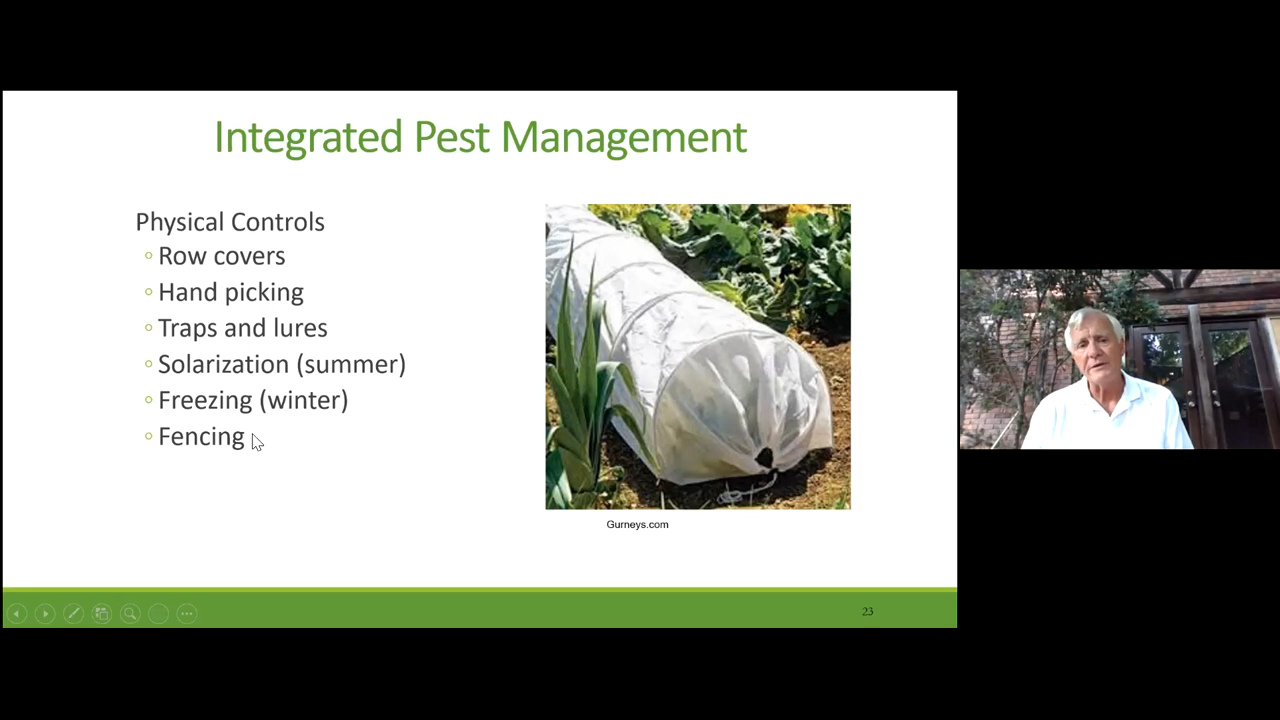 Integrated Pest Management
Physical Controls
Row covers
Hand picking
Traps and lures
Solarization (summer)
Freezing (winter)
Fencing
Gurneys.com
23